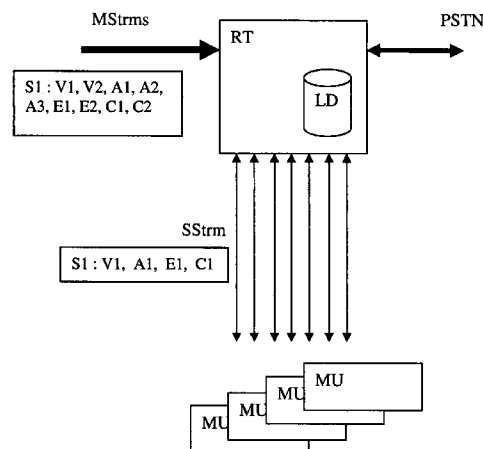 MStrms
RT
PSTN
S1 : V1, V2, A1, A2,
A3, E1, E2, C1, C2
LD
SStrm
S1 : V1, A1, E1, C1
MU
MU
MU
MU